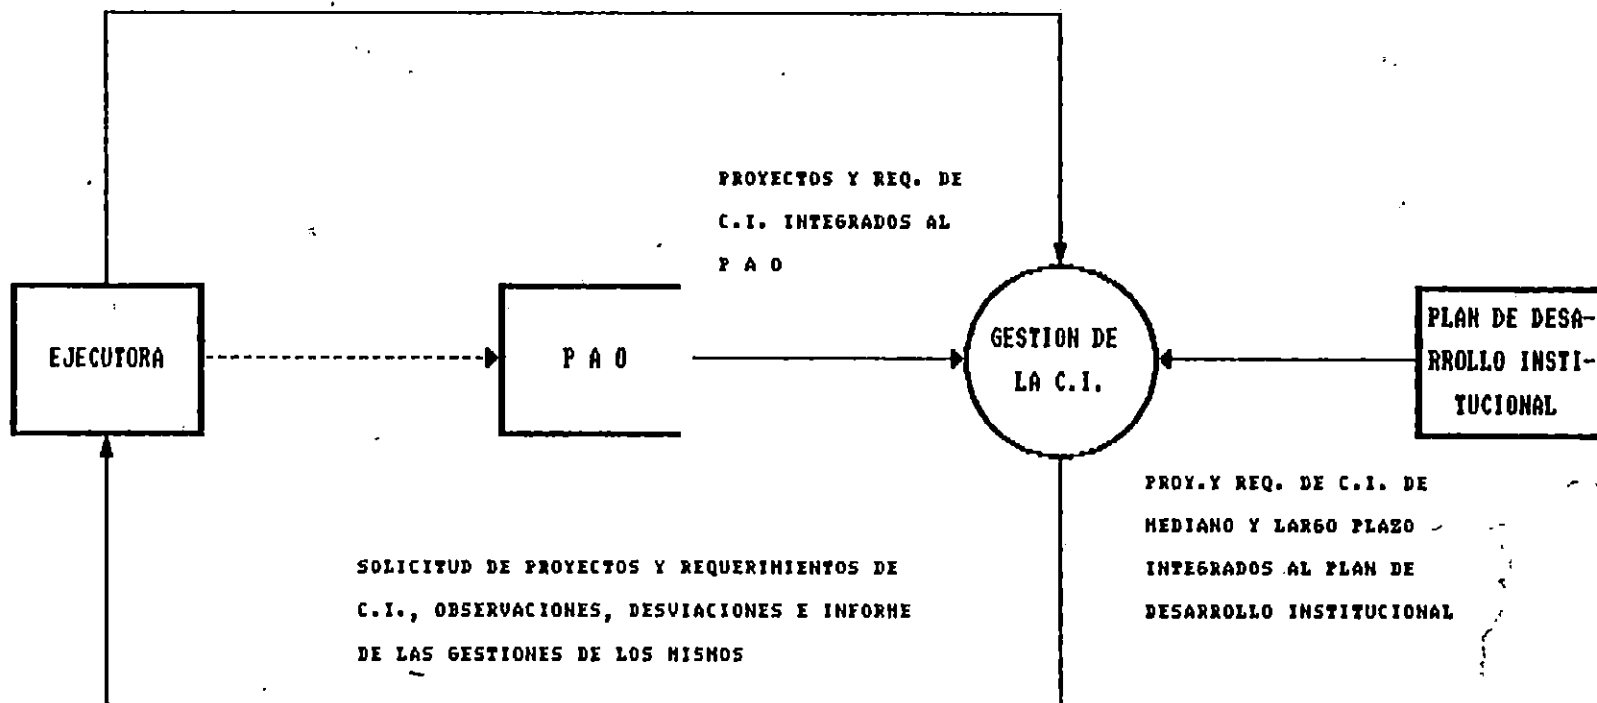 PROYECTOS Y REQ. DE
C.I. INTEGRADOS AL
P A O
EJECUTORA
P A O
GESTION DE
LA C.I.
PLAN DE DESA-
RROLLO INSTI-
TUCIONAL
PROY.Y REQ. DE C.I. DE
MEDIANO Y LARGO PLAZO
INTEGRADOS AL PLAN DE
DESARROLLO INSTITUCIONAL
SOLICITUD DE PROYECTOS Y REQUERIMIENTOS DE
C.I., OBSERVACIONES, DESVIACIONES E INFORME
DE LAS GESTIONES DE LOS MISMOS